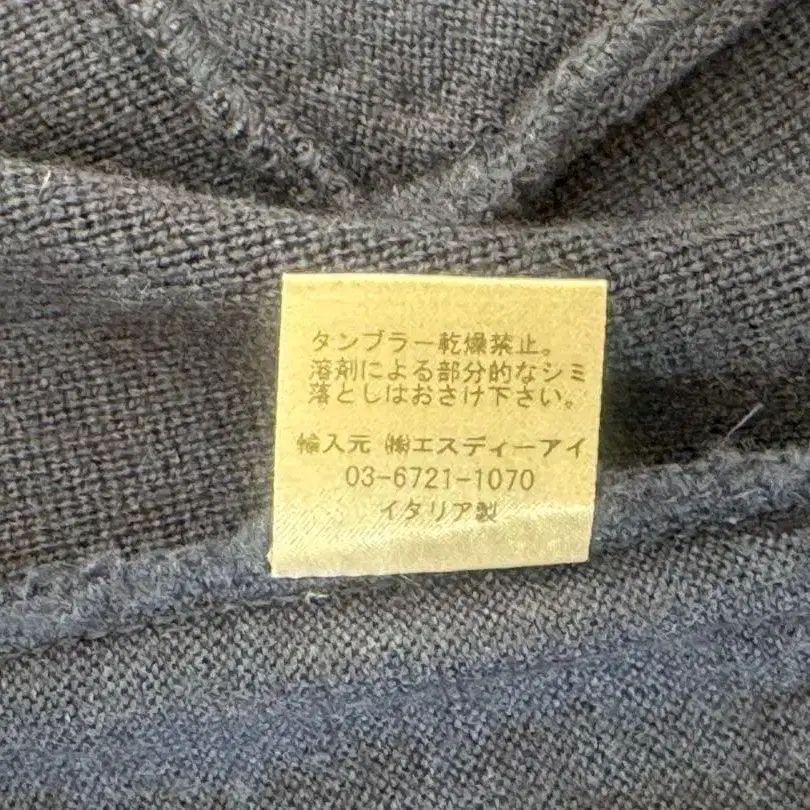 タンブラー乾燥禁止。
溶剤による部分的なシミ
落としはおさけ下さい。
輸入元 ㈱エスディーアイ
03-6721-1070
イタリア製